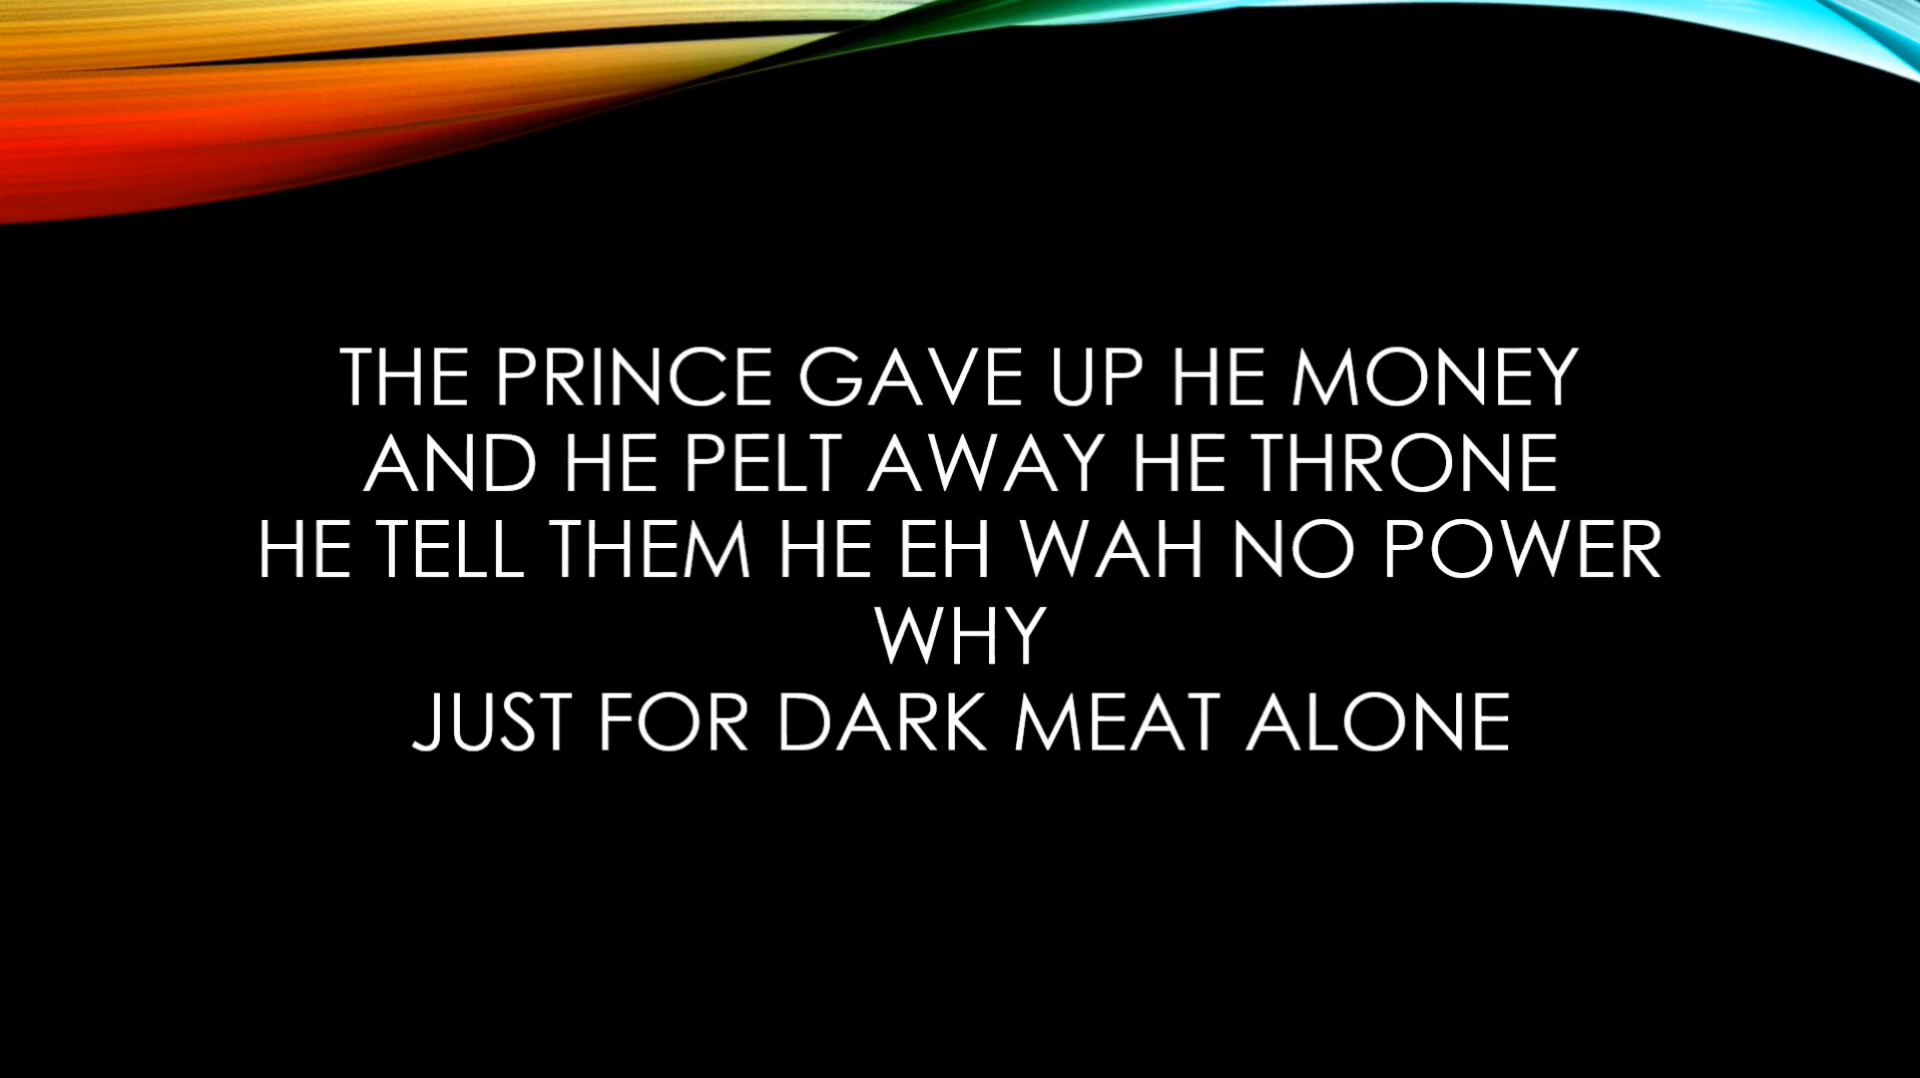 THE PRINCE GAVE UP HE MONEY
AND HE PELT AWAY HE THRONE
HE TELL THEM HE EH WAH NO POWER
WHY
JUST FOR DARK MEAT ALONE